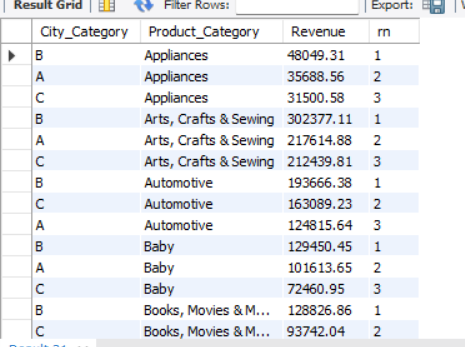 Result Grid Filter Rows: Export:
City_Category Product_Category Revenue rn
B Appliances 48049.31 1
A Appliances 35688.56 2
C Appliances 31500.58 3
B Arts, Crafts & Sewing 302377.11 1
A Arts, Crafts & Sewing 217614.88 2
C Arts, Crafts & Sewing 212439.81 3
B Automotive 193666.38 1
C Automotive 163089.23 2
A Automotive 124815.64 3
B Baby 129450.45 1
A Baby 101613.65 2
C Baby 72460.95 3
B Books, Movies & M... 128826.86 1
C Books, Movies & M... 93742.04 2